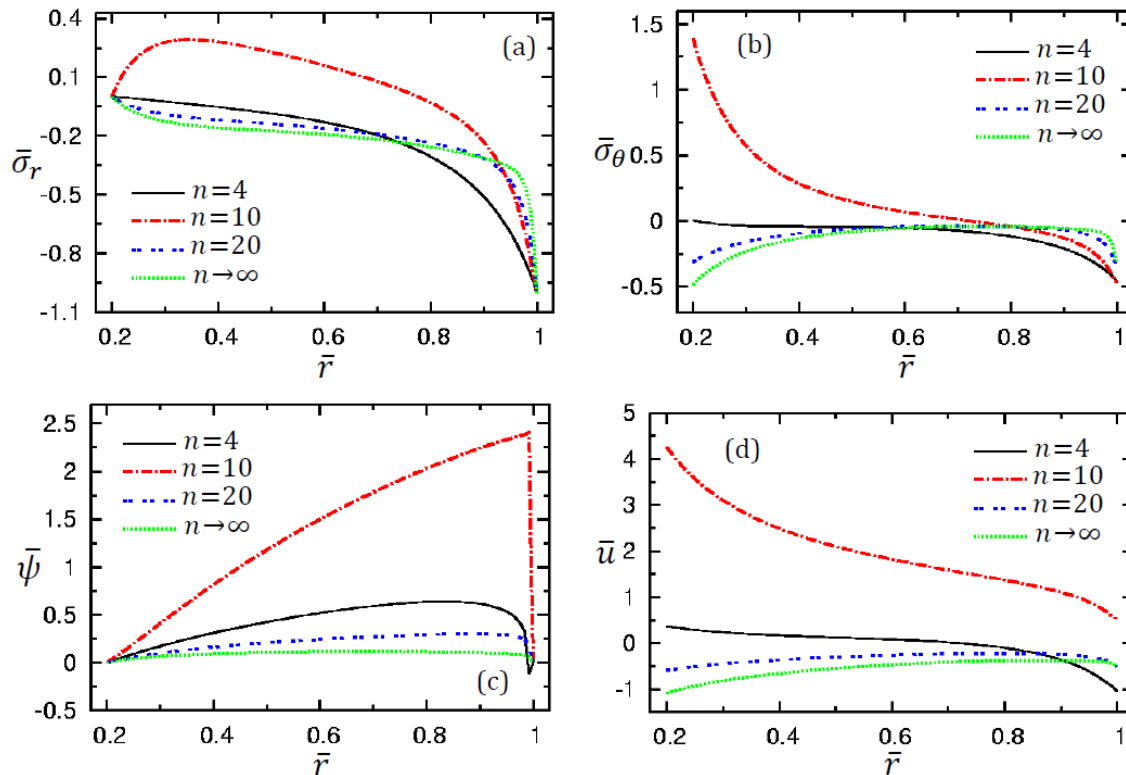 0.4
0.1
-0.2
-0.5
-0.8
-1.1
σ̄r
(a)
n=4
n=10
n=20
n→∞
0.2 0.4 0.6 0.8 1
r̄
1.5
1
0.5
0
-0.5
σ̄θ
(b)
n=4
n=10
n=20
n→∞
0.2 0.4 0.6 0.8 1
r̄
2.5
2
1.5
1
0.5
0
-0.5
ψ̄
n=4
n=10
n=20
n→∞
(c)
0.2 0.4 0.6 0.8 1
r̄
5
4
3
2
1
0
-1
ū
(d)
n=4
n=10
n=20
n→∞
0.2 0.4 0.6 0.8 1
r̄